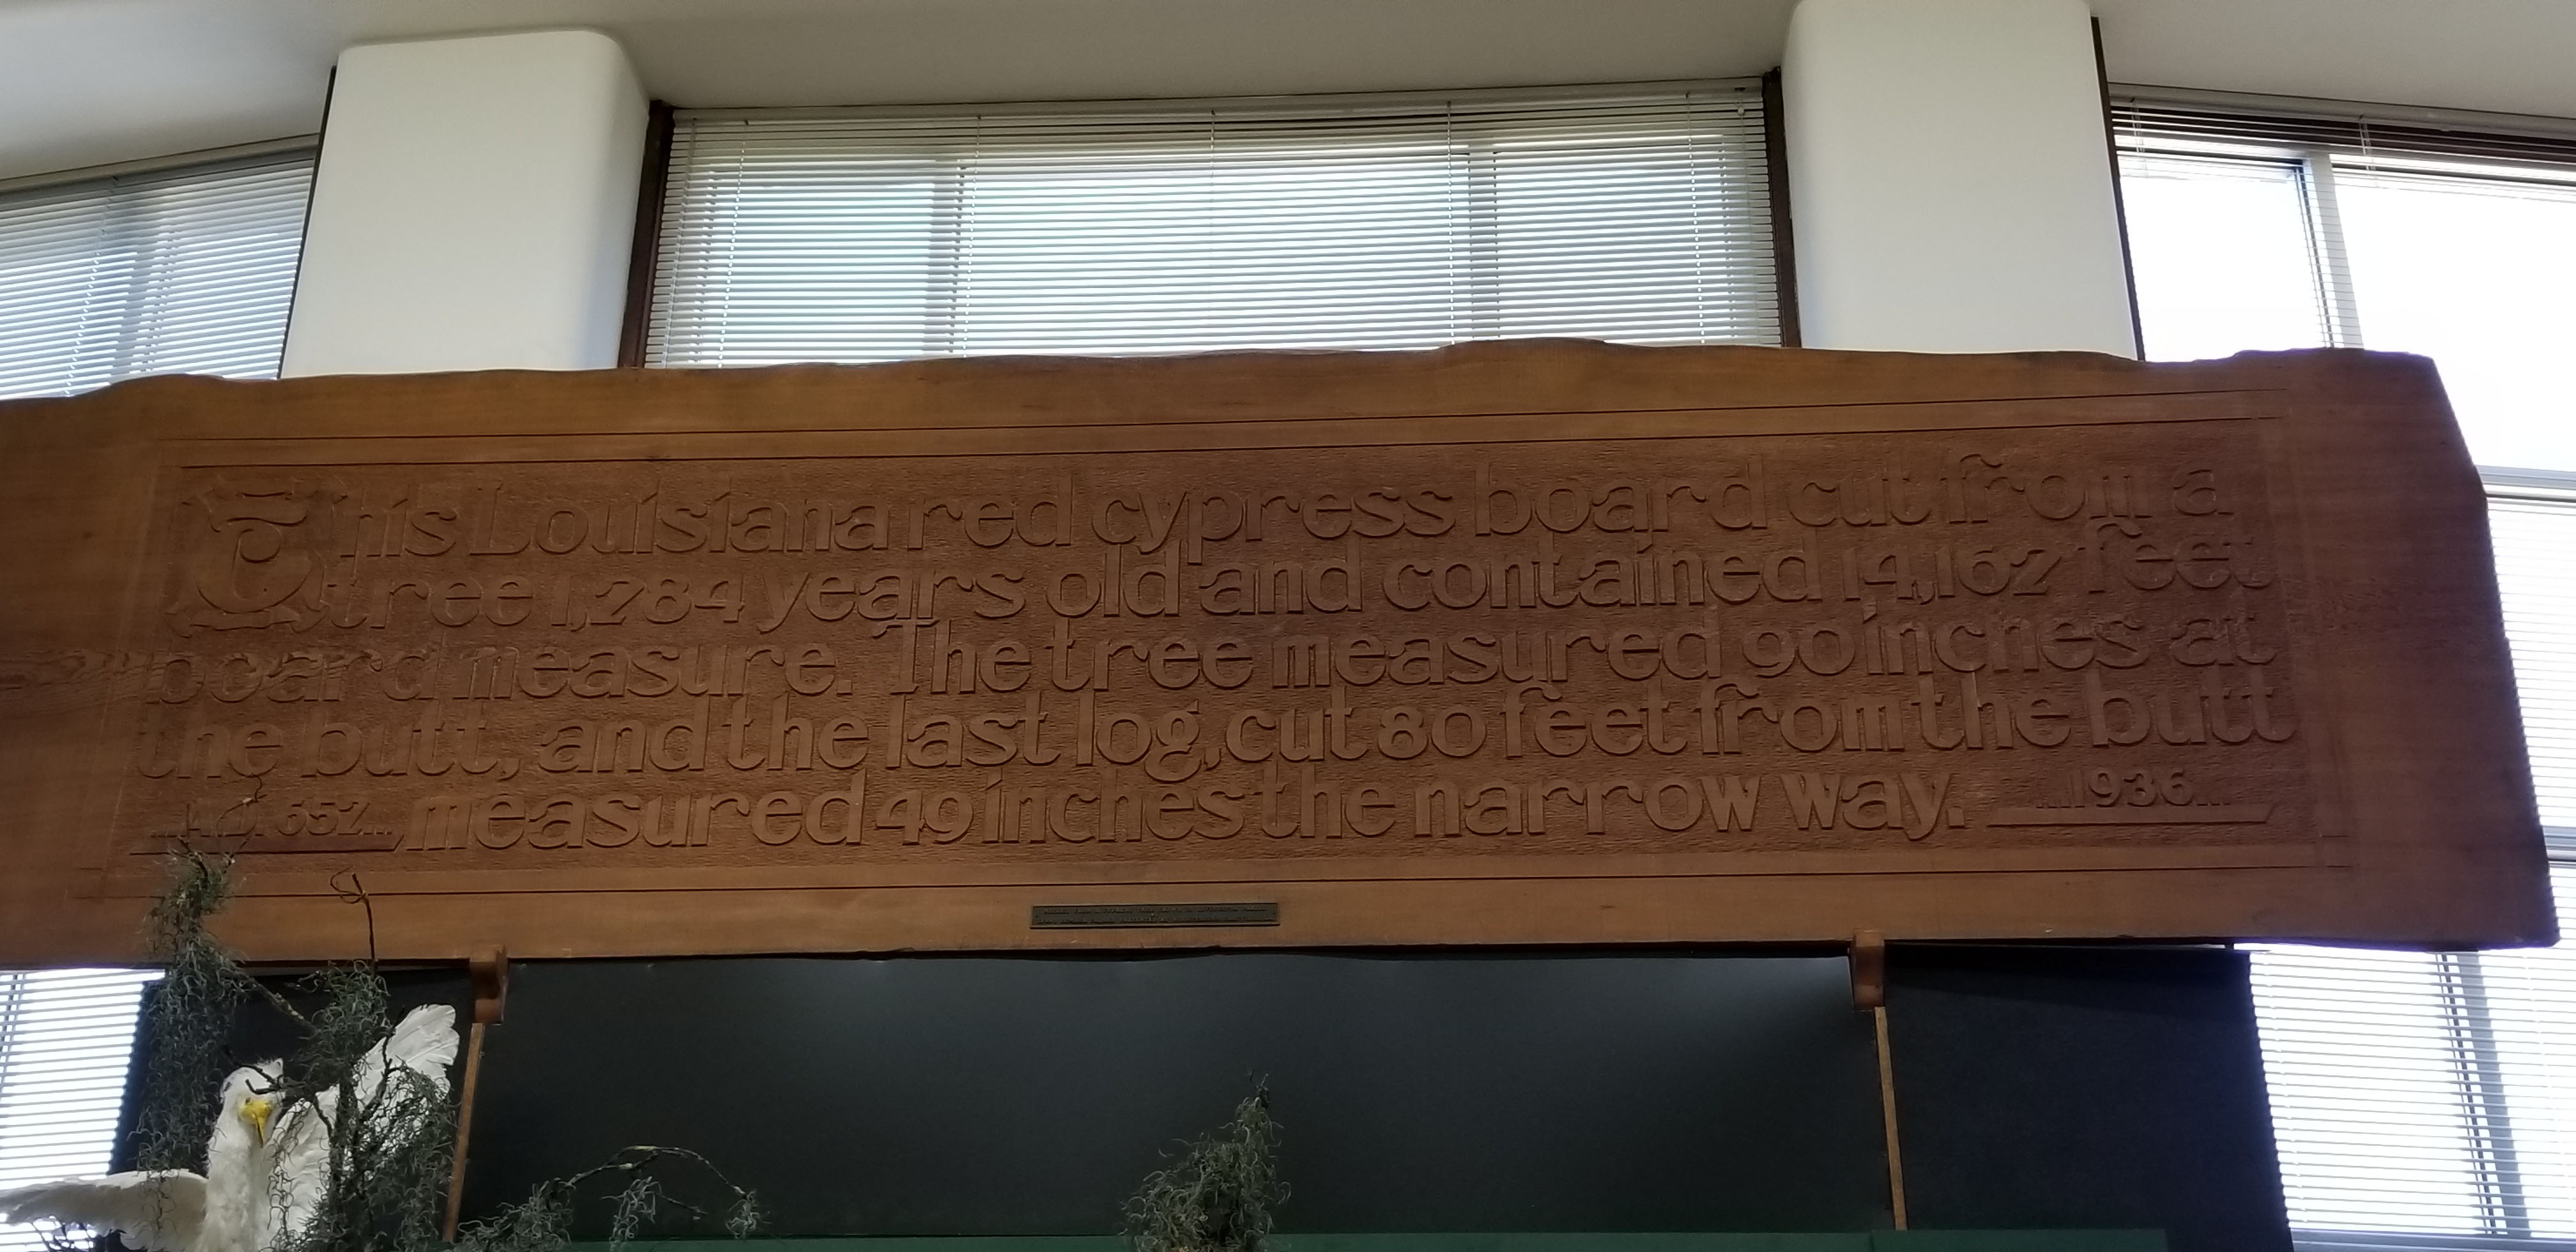 This Louisiana red cypress board cut from a
tree 1,284 years old and contained 14,162 feet
board measure. The tree measured 90 inches at
the butt, and the last log, cut 80 feet from the butt
...A.D. 652... measured 49 inches the narrow way. ...1936...